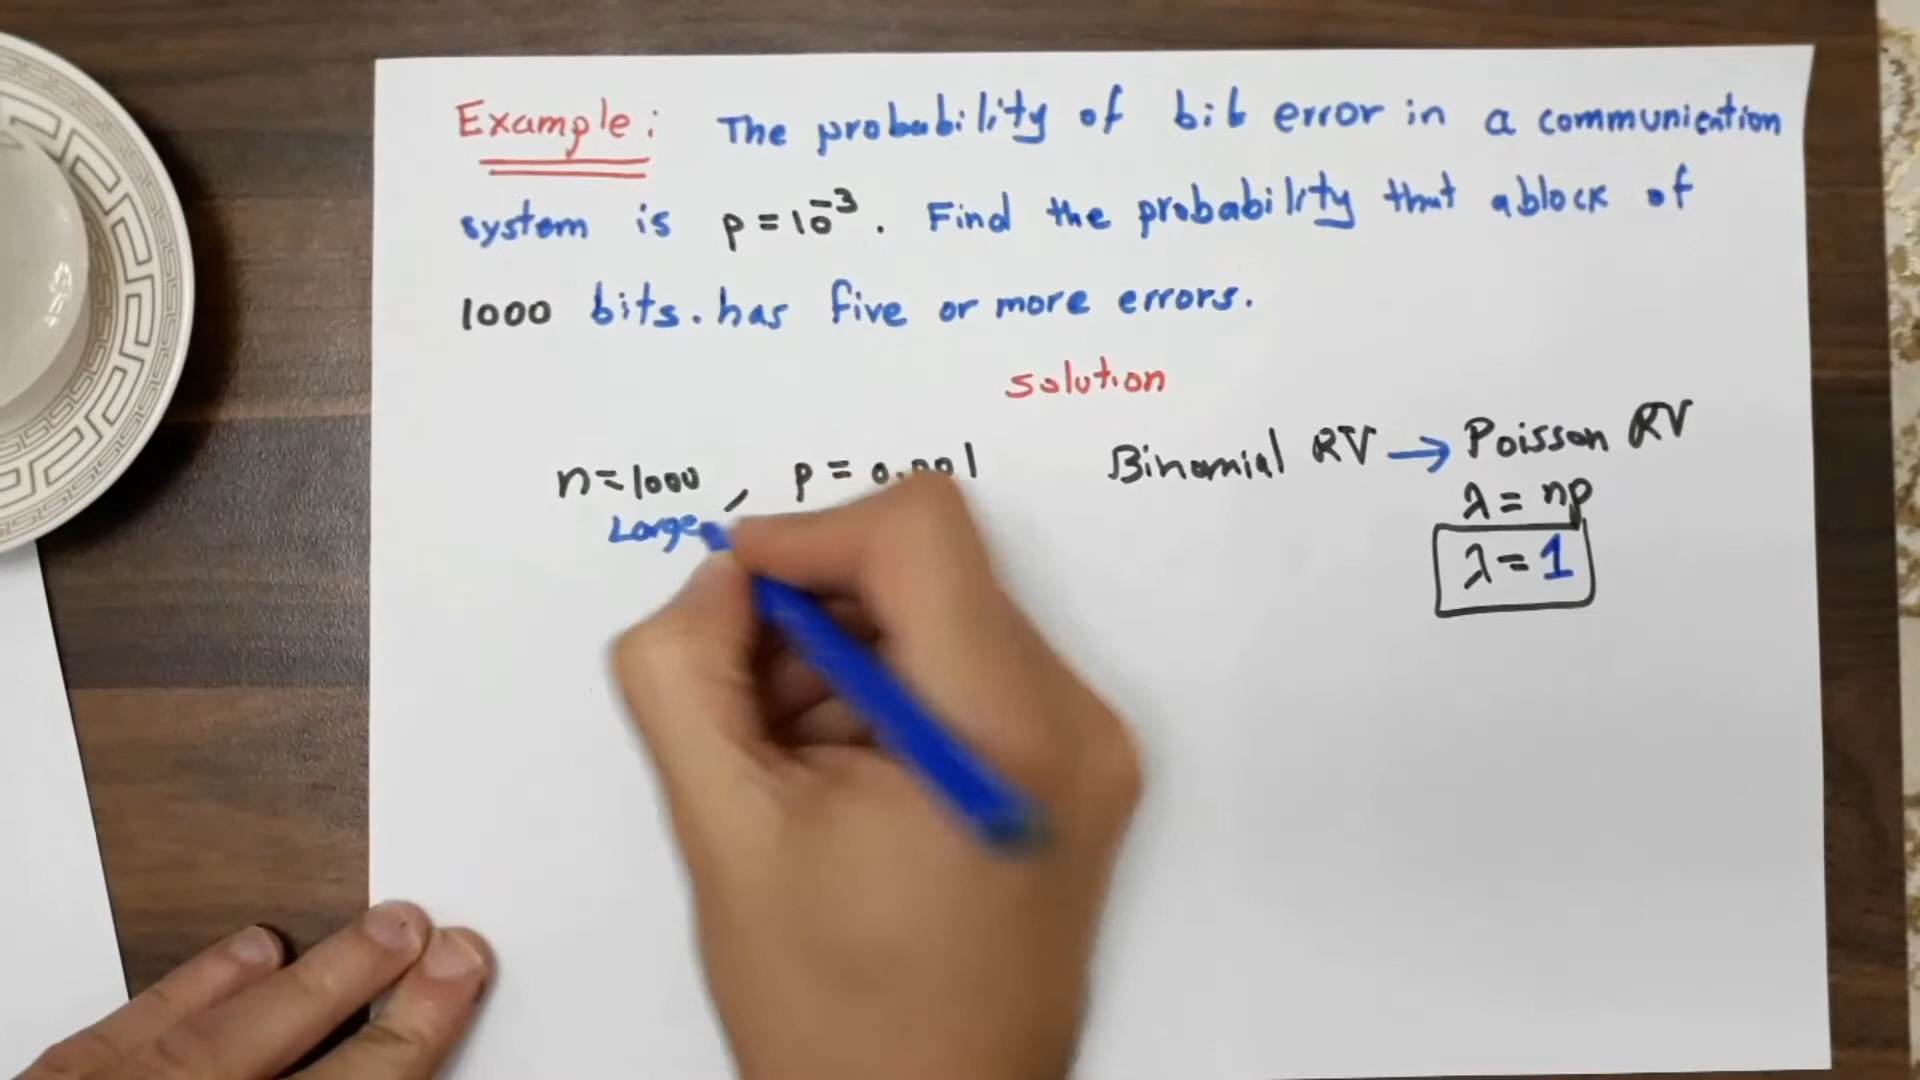 Example: The probability of bit error in a communication
system is p = 10⁻³. Find the probability that a block of
1000 bits. has five or more errors.
solution
n = 1000 , p = 0.001
Large
Binomial RV → Poisson RV
λ = np
λ = 1